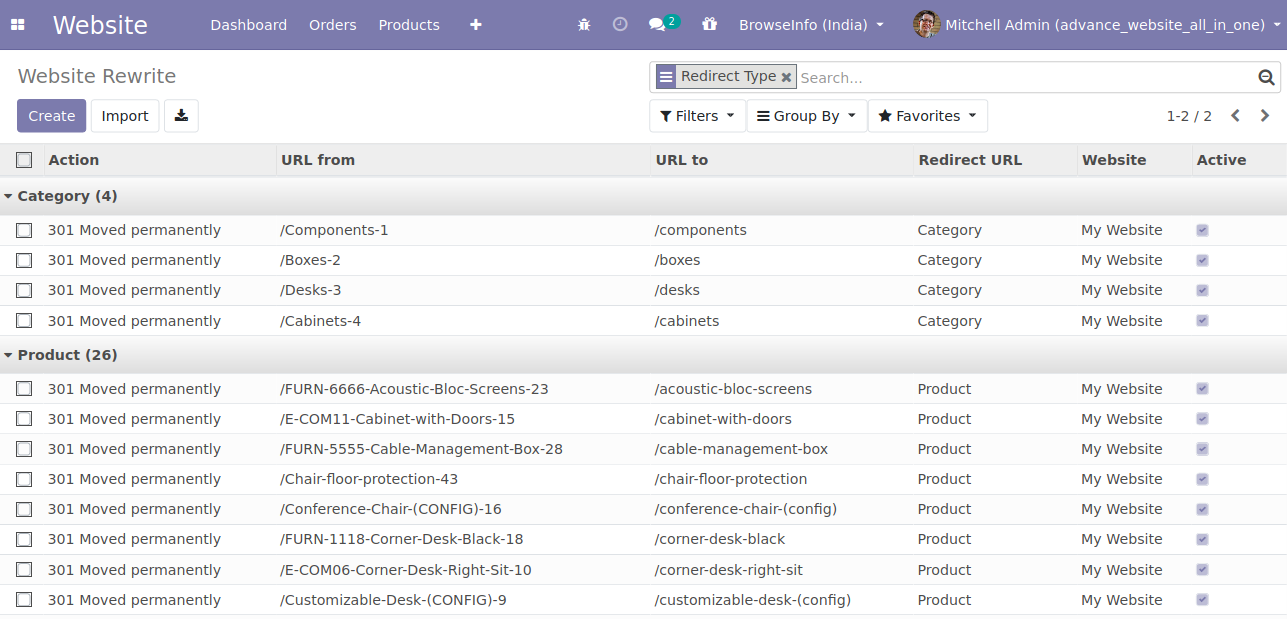 Website Dashboard Orders Products 2 BrowseInfo (India) Mitchell Admin (advance_website_all_in_one)
Website Rewrite Redirect Type Search...
Create Import Filters Group By Favorites 1-2 / 2
Action URL from URL to Redirect URL Website Active
Category (4)
301 Moved permanently /Components-1 /components Category My Website
301 Moved permanently /Boxes-2 /boxes Category My Website
301 Moved permanently /Desks-3 /desks Category My Website
301 Moved permanently /Cabinets-4 /cabinets Category My Website
Product (26)
301 Moved permanently /FURN-6666-Acoustic-Bloc-Screens-23 /acoustic-bloc-screens Product My Website
301 Moved permanently /E-COM11-Cabinet-with-Doors-15 /cabinet-with-doors Product My Website
301 Moved permanently /FURN-5555-Cable-Management-Box-28 /cable-management-box Product My Website
301 Moved permanently /Chair-floor-protection-43 /chair-floor-protection Product My Website
301 Moved permanently /Conference-Chair-(CONFIG)-16 /conference-chair-(config) Product My Website
301 Moved permanently /FURN-1118-Corner-Desk-Black-18 /corner-desk-black Product My Website
301 Moved permanently /E-COM06-Corner-Desk-Right-Sit-10 /corner-desk-right-sit Product My Website
301 Moved permanently /Customizable-Desk-(CONFIG)-9 /customizable-desk-(config) Product My Website